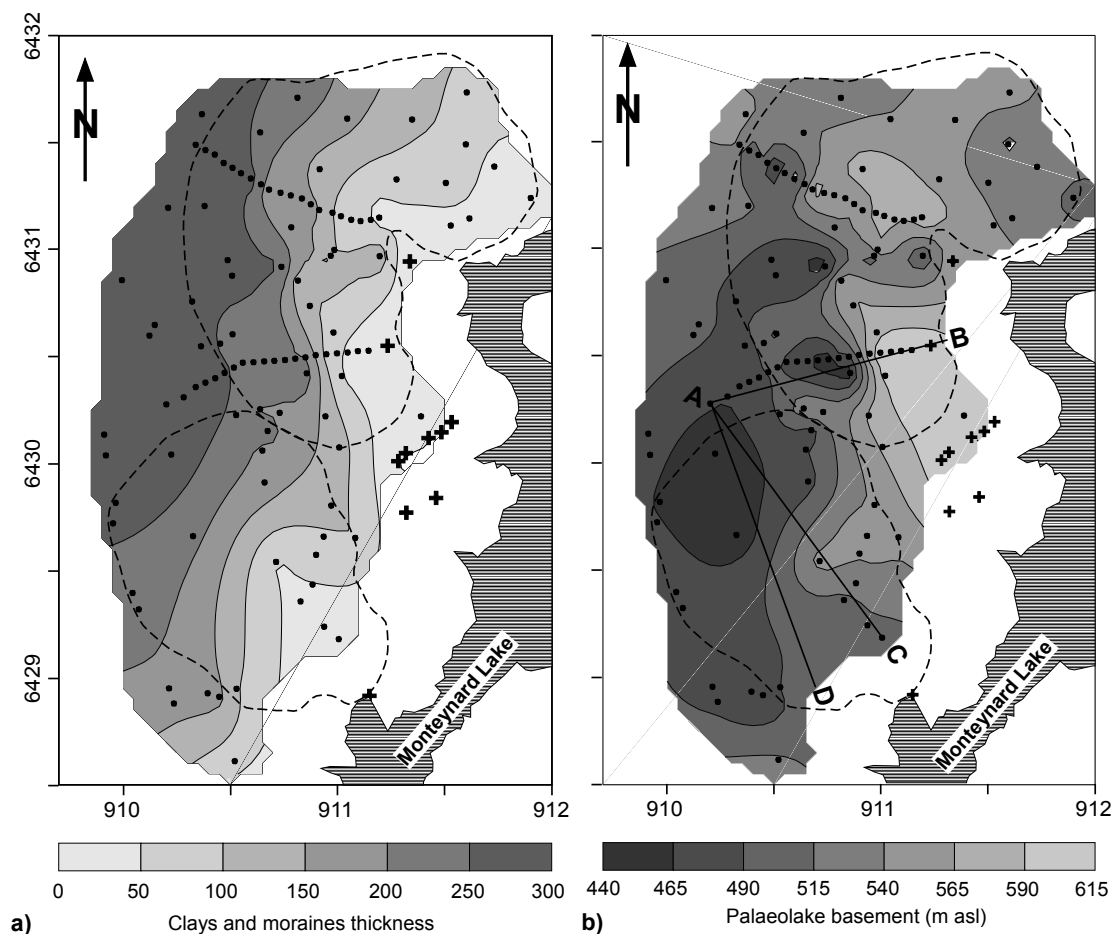 6432
6431
6430
6429
N
Monteynard Lake
910
911
912
0
50
100
150
200
250
300
Clays and moraines thickness
a)
N
A
B
C
D
Monteynard Lake
910
911
912
440
465
490
515
540
565
590
615
Palaeolake basement (m asl)
b)